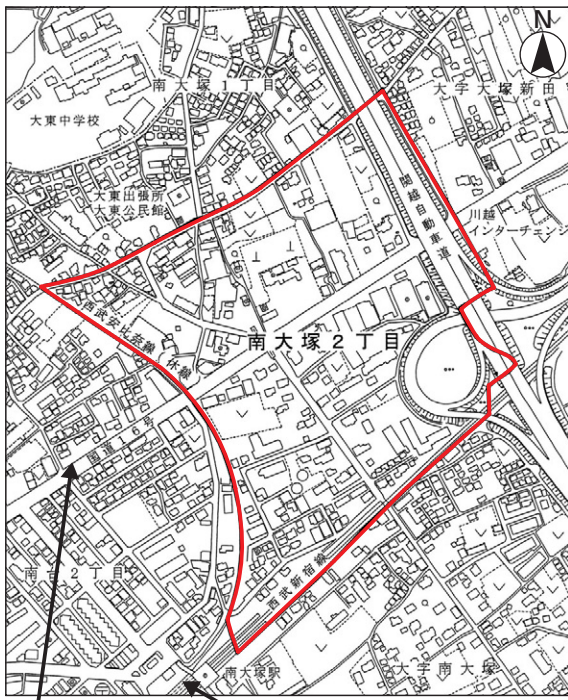 N
南大塚1丁目
大字大塚新田
大東中学校
大東出張所
大東公民館
関越自動車道
川越
インターチェンジ
西武安比奈線(休線)
南大塚2丁目
国道16号
南台2丁目
西武新宿線
南大塚駅
大字南大塚